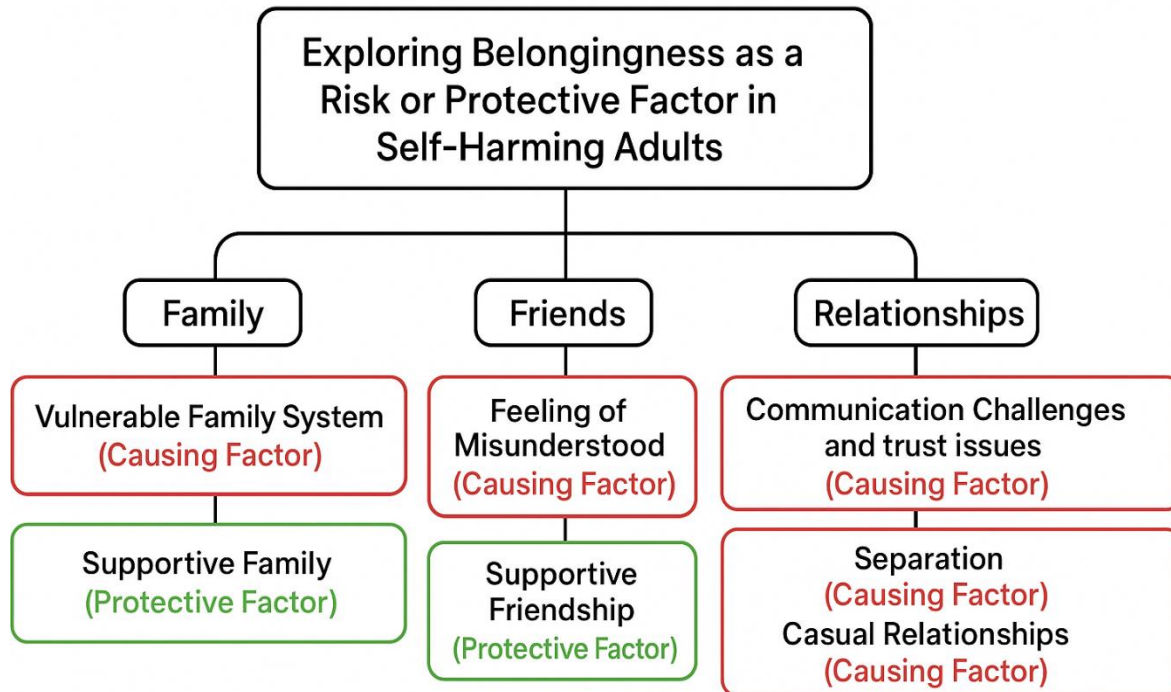 Exploring Belongingness as a
Risk or Protective Factor in
Self-Harming Adults
Family
Friends
Relationships
Vulnerable Family System
(Causing Factor)
Supportive Family
(Protective Factor)
Feeling of
Misunderstood
(Causing Factor)
Supportive
Friendship
(Protective Factor)
Communication Challenges
and trust issues
(Causing Factor)
Separation
(Causing Factor)
Casual Relationships
(Causing Factor)